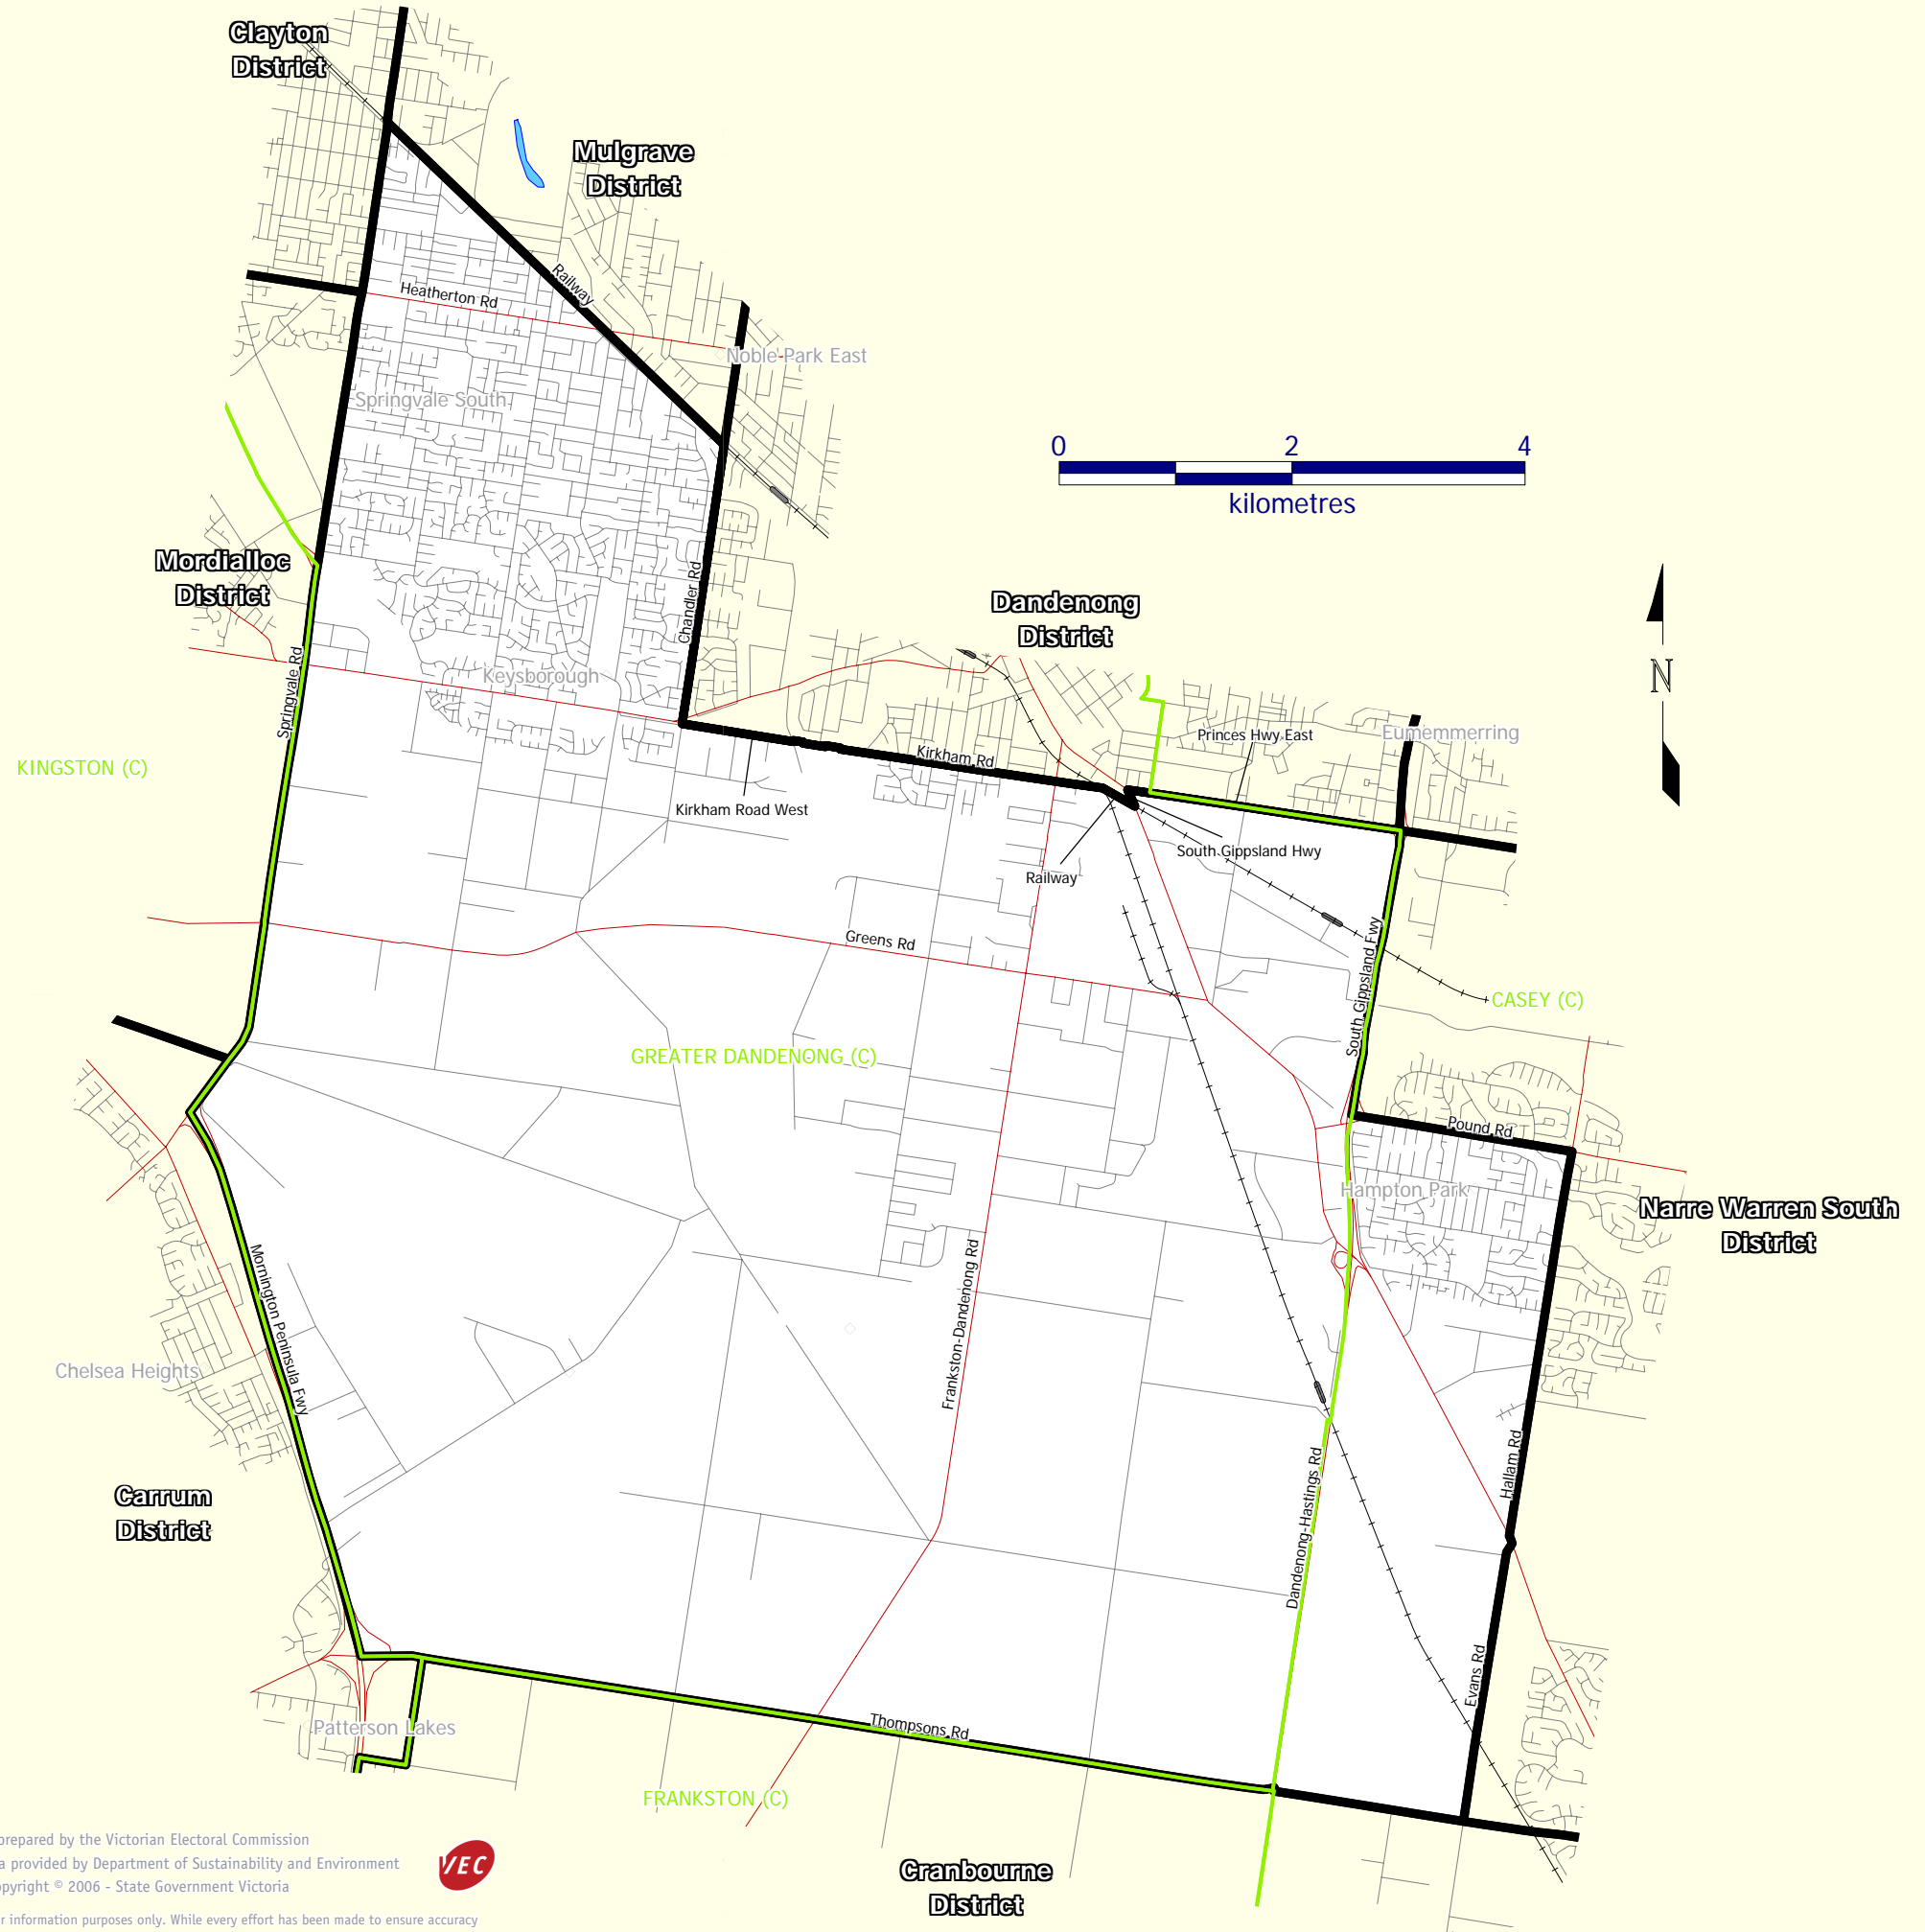 Clayton
District
Mulgrave
District
Railway
Heatherton Rd
Noble Park East
Springvale South
0 2 4
kilometres
Mordialloc
District
Chandler Rd
Dandenong
District
N
Springvale Rd
Keysborough
Princes Hwy East
Eumemmerring
Kirkham Rd
KINGSTON (C)
Kirkham Road West
South Gippsland Hwy
Railway
Greens Rd
South Gippsland Fwy
CASEY (C)
GREATER DANDENONG (C)
Pound Rd
Hampton Park
Narre Warren South
District
Mornington Peninsula Fwy
Frankston-Dandenong Rd
Chelsea Heights
Hallam Rd
Dandenong-Hastings Rd
Carrum
District
Evans Rd
Patterson Lakes
Thompsons Rd
FRANKSTON (C)
prepared by the Victorian Electoral Commission
a provided by Department of Sustainability and Environment
opyright © 2006 - State Government Victoria
VEC
Cranbourne
District
r information purposes only. While every effort has been made to ensure accuracy